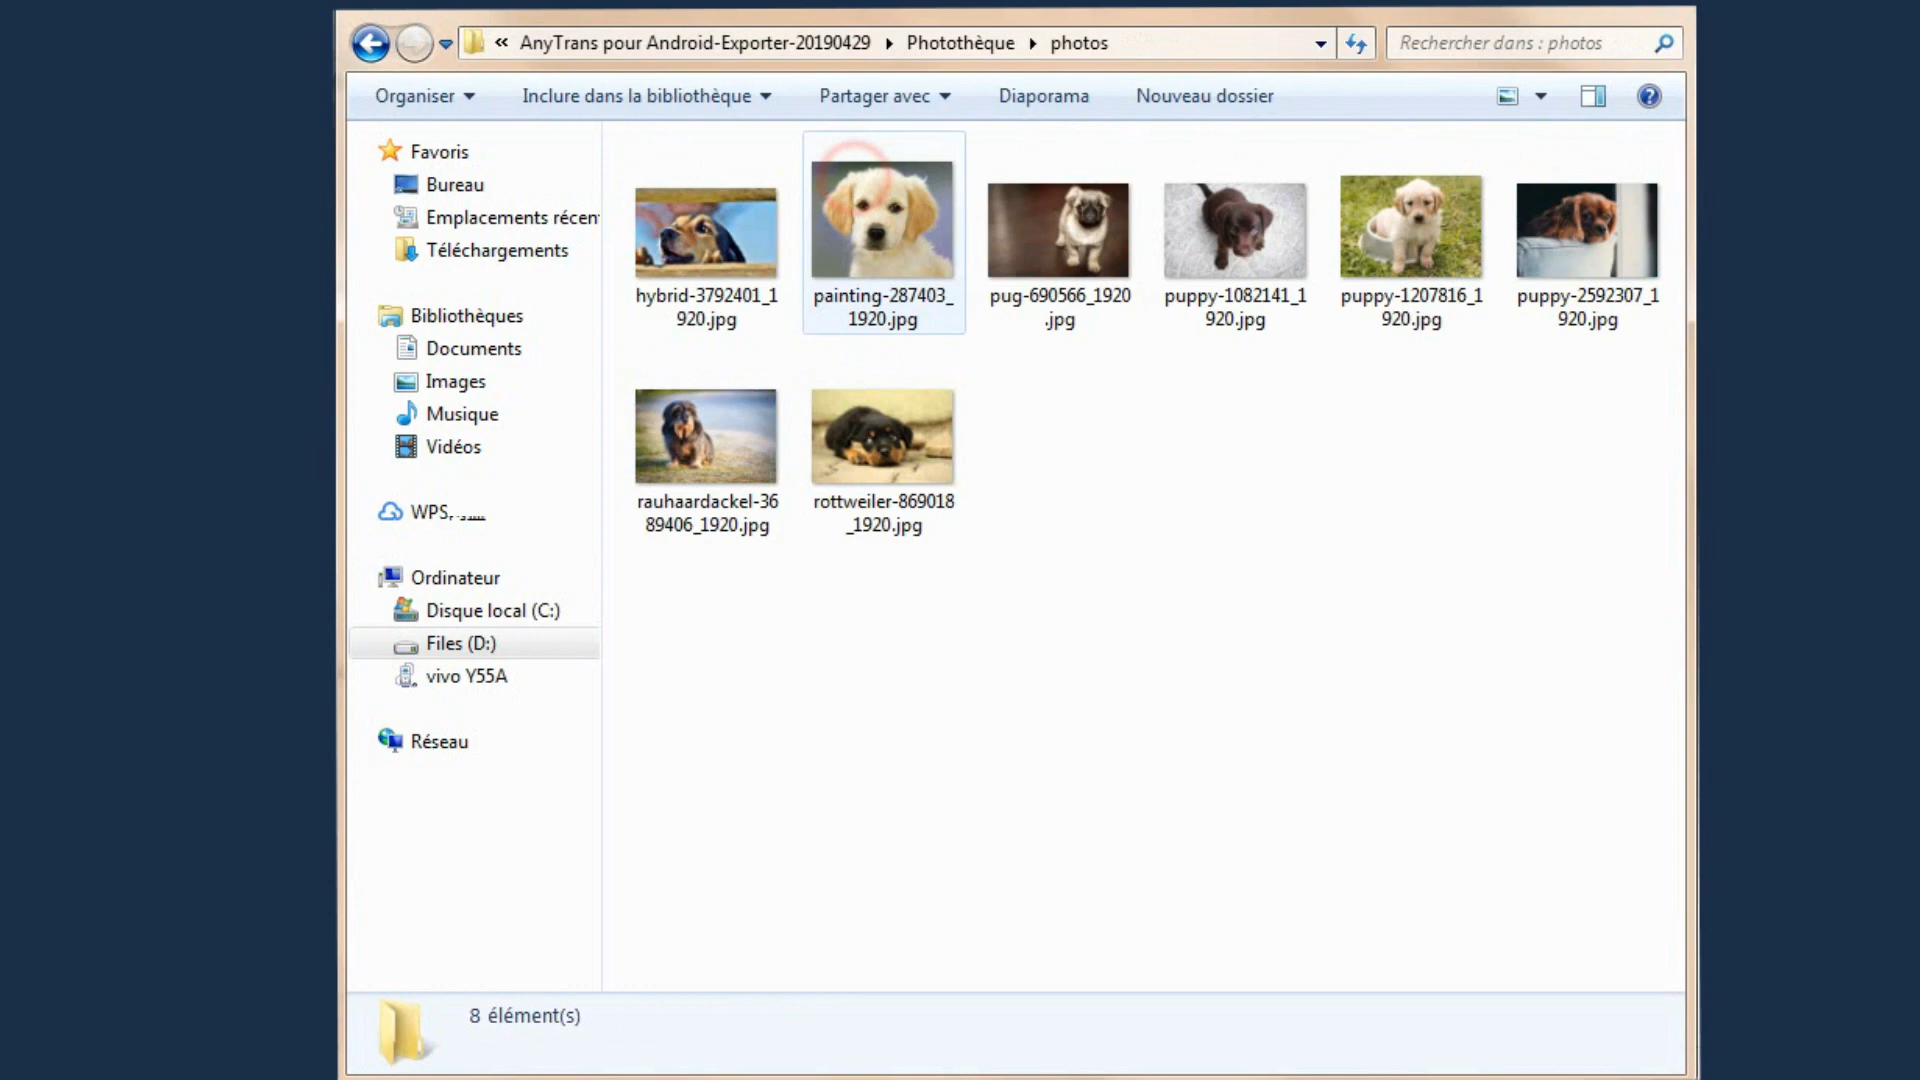 « AnyTrans pour Android-Exporter-20190429 Photothèque photos
Rechercher dans : photos
Organiser Inclure dans la bibliothèque Partager avec Diaporama Nouveau dossier
Favoris
Bureau
Emplacements récen
Téléchargements
Bibliothèques
Documents
Images
Musique
Vidéos
WPS
Ordinateur
Disque local (C:)
Files (D:)
vivo Y55A
Réseau
hybrid-3792401_1
920.jpg
painting-287403_
1920.jpg
pug-690566_1920
.jpg
puppy-1082141_1
920.jpg
puppy-1207816_1
920.jpg
puppy-2592307_1
920.jpg
rauhaardackel-36
89406_1920.jpg
rottweiler-869018
_1920.jpg
8 élément(s)